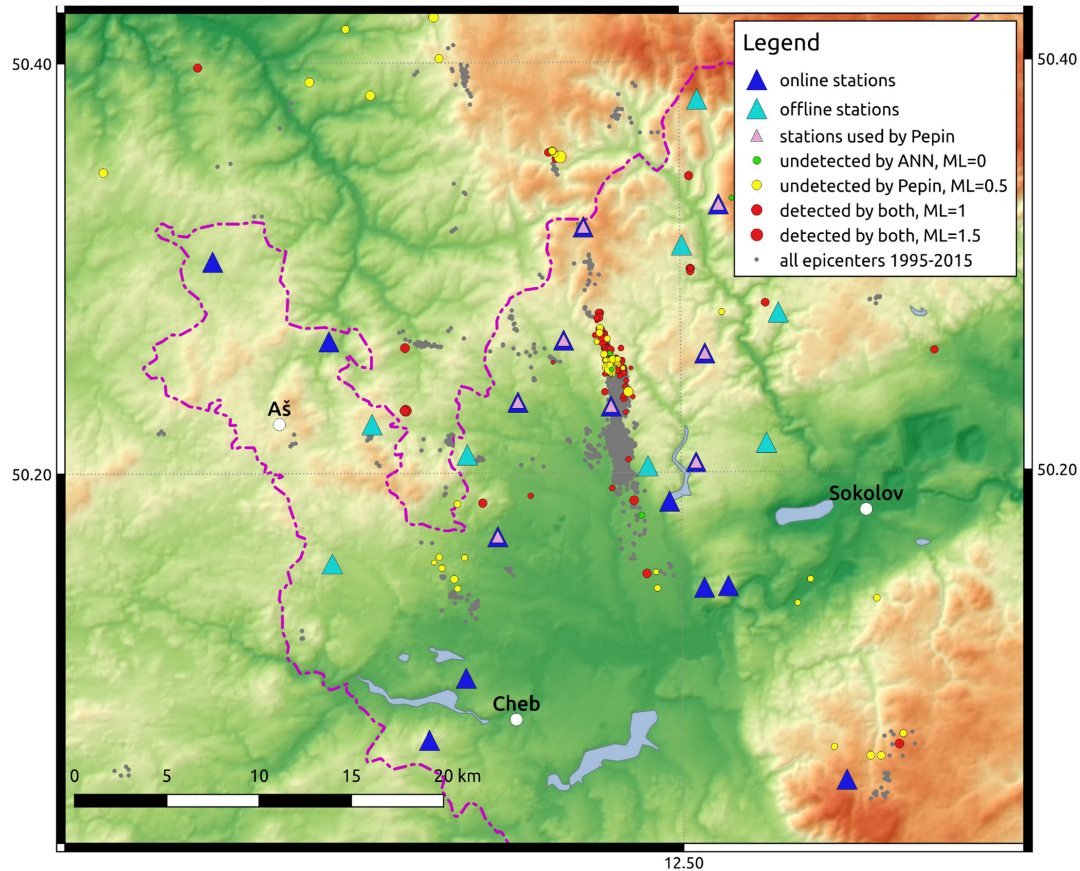 50.40
50.40
Legend
online stations
offline stations
stations used by Pepin
undetected by ANN, ML=0
undetected by Pepin, ML=0.5
detected by both, ML=1
detected by both, ML=1.5
all epicenters 1995-2015
Aš
50.20
50.20
Sokolov
Cheb
0 5 10 15 20 km
12.50